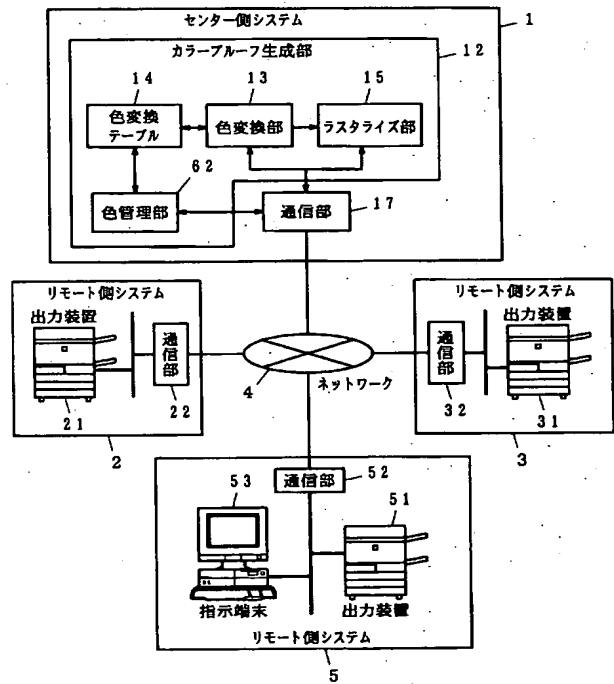 センター側システム
1
カラープルーフ生成部
12
14
13
15
色変換
テーブル
色変換部
ラスタライズ部
62
色管理部
通信部
17
リモート側システム
出力装置
通信部
21
22
2
4
ネットワーク
リモート側システム
出力装置
通信部
32
31
3
53
通信部
52
51
指示端末
出力装置
リモート側システム
5